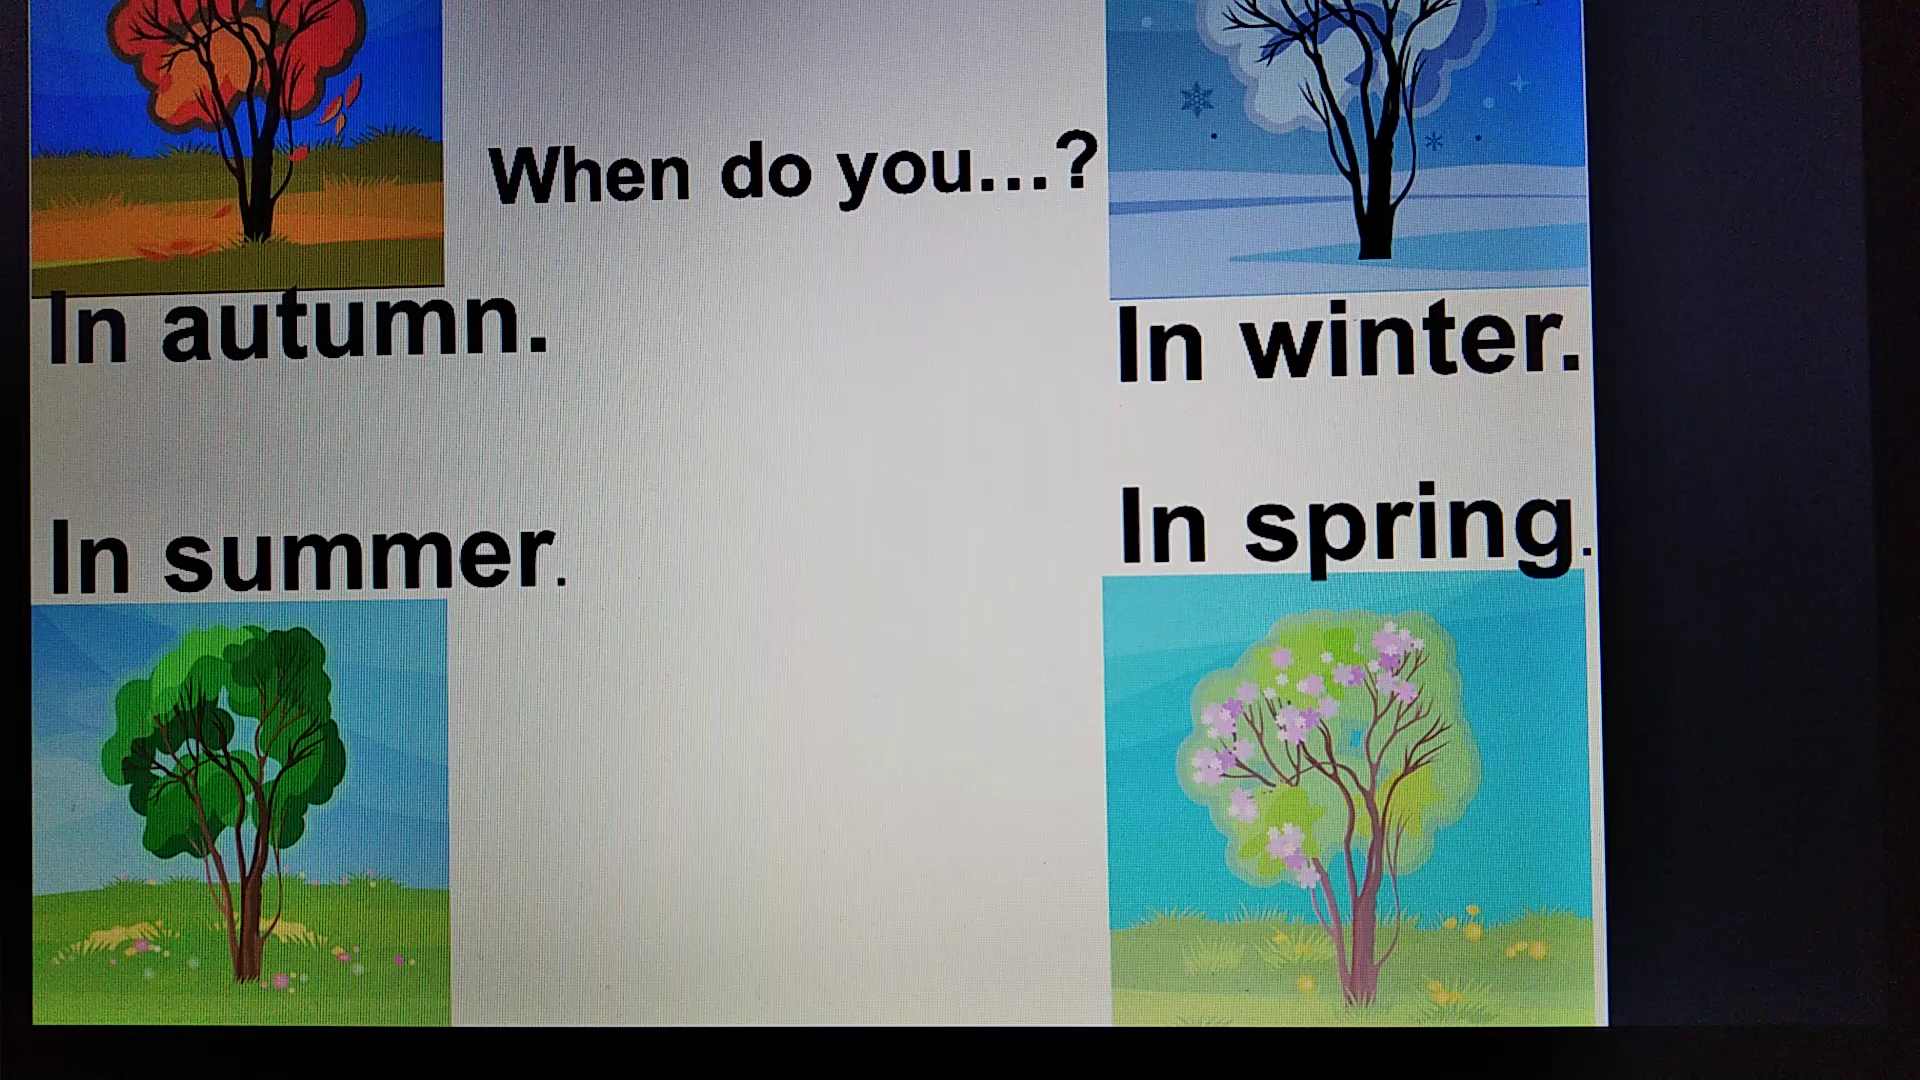 When do you...?
In autumn.
In winter.
In summer.
In spring.